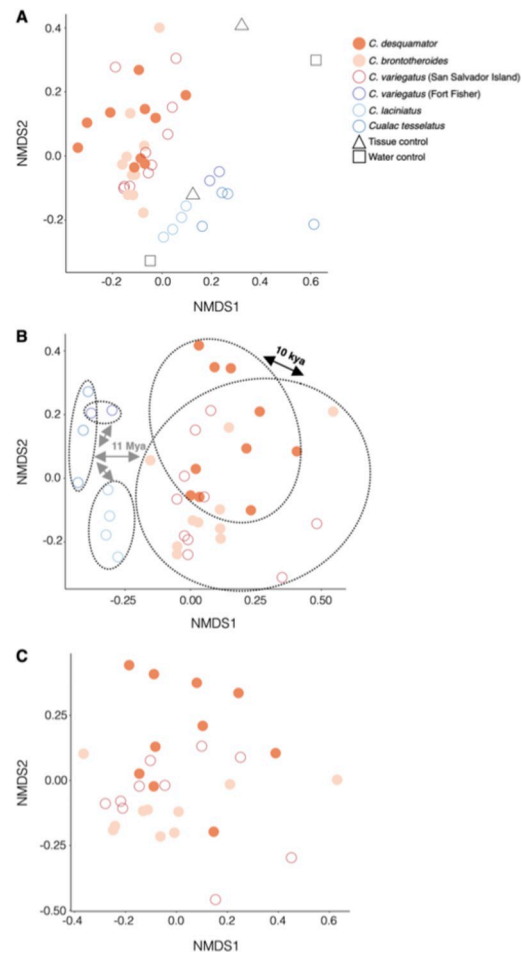 A
0.4
0.2
0.0
-0.2
NMDS2
-0.2
0.0
0.2
0.4
0.6
NMDS1
C. desquamator
C. brontotheroides
C. variegatus (San Salvador Island)
C. variegatus (Fort Fisher)
C. laciniatus
Cualac tesselatus
Tissue control
Water control
B
0.4
0.2
0.0
-0.2
NMDS2
10 kya
11 Mya
-0.25
0.00
0.25
0.50
NMDS1
C
0.25
0.00
-0.25
-0.50
NMDS2
-0.4
-0.2
0.0
0.2
0.4
0.6
NMDS1